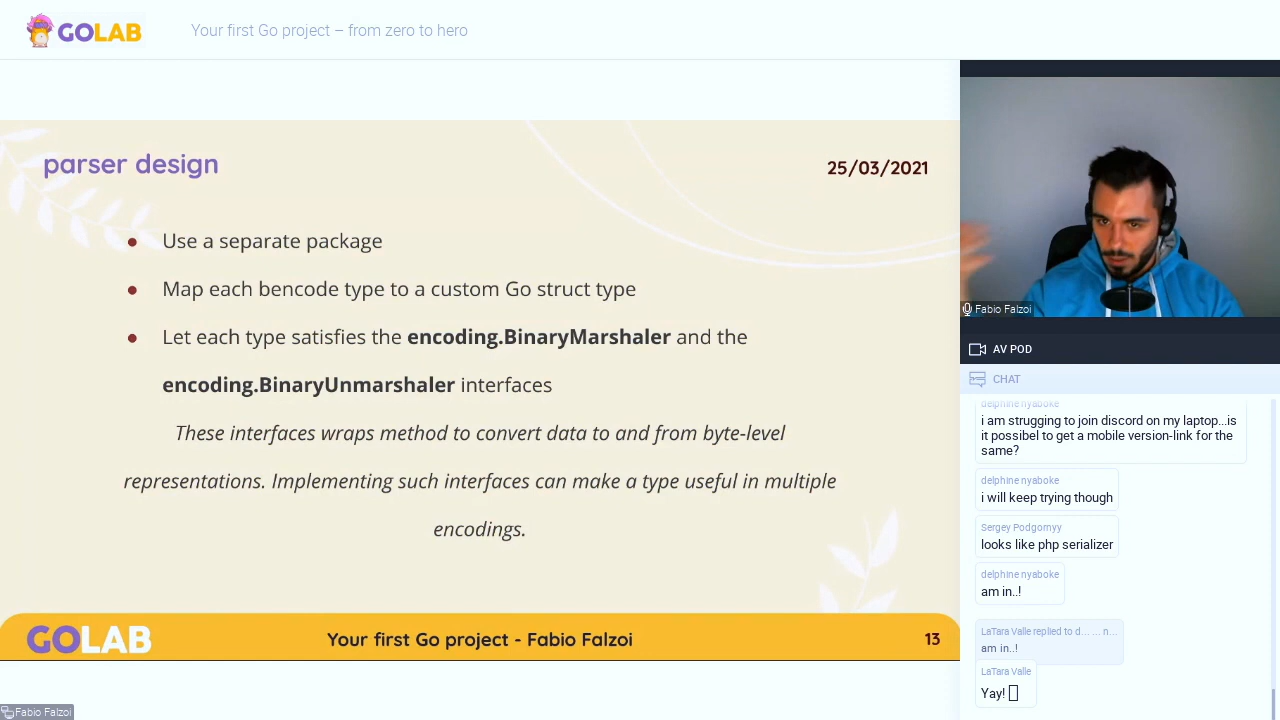 GOLAB
Your first Go project – from zero to hero
parser design
25/03/2021
● Use a separate package
● Map each bencode type to a custom Go struct type
● Let each type satisfies the encoding.BinaryMarshaler and the
encoding.BinaryUnmarshaler interfaces
These interfaces wraps method to convert data to and from byte-level
representations. Implementing such interfaces can make a type useful in multiple
encodings.
GOLAB
Your first Go project - Fabio Falzoi
13
Fabio Falzoi
Fabio Falzoi
AV POD
CHAT
delphine nyaboke
i am strugging to join discord on my laptop...is
it possibel to get a mobile version-link for the
same?
delphine nyaboke
i will keep trying though
Sergey Podgornyy
looks like php serializer
delphine nyaboke
am in..!
LaTara Valle replied to d... ... n...
am in..!
LaTara Valle
Yay!